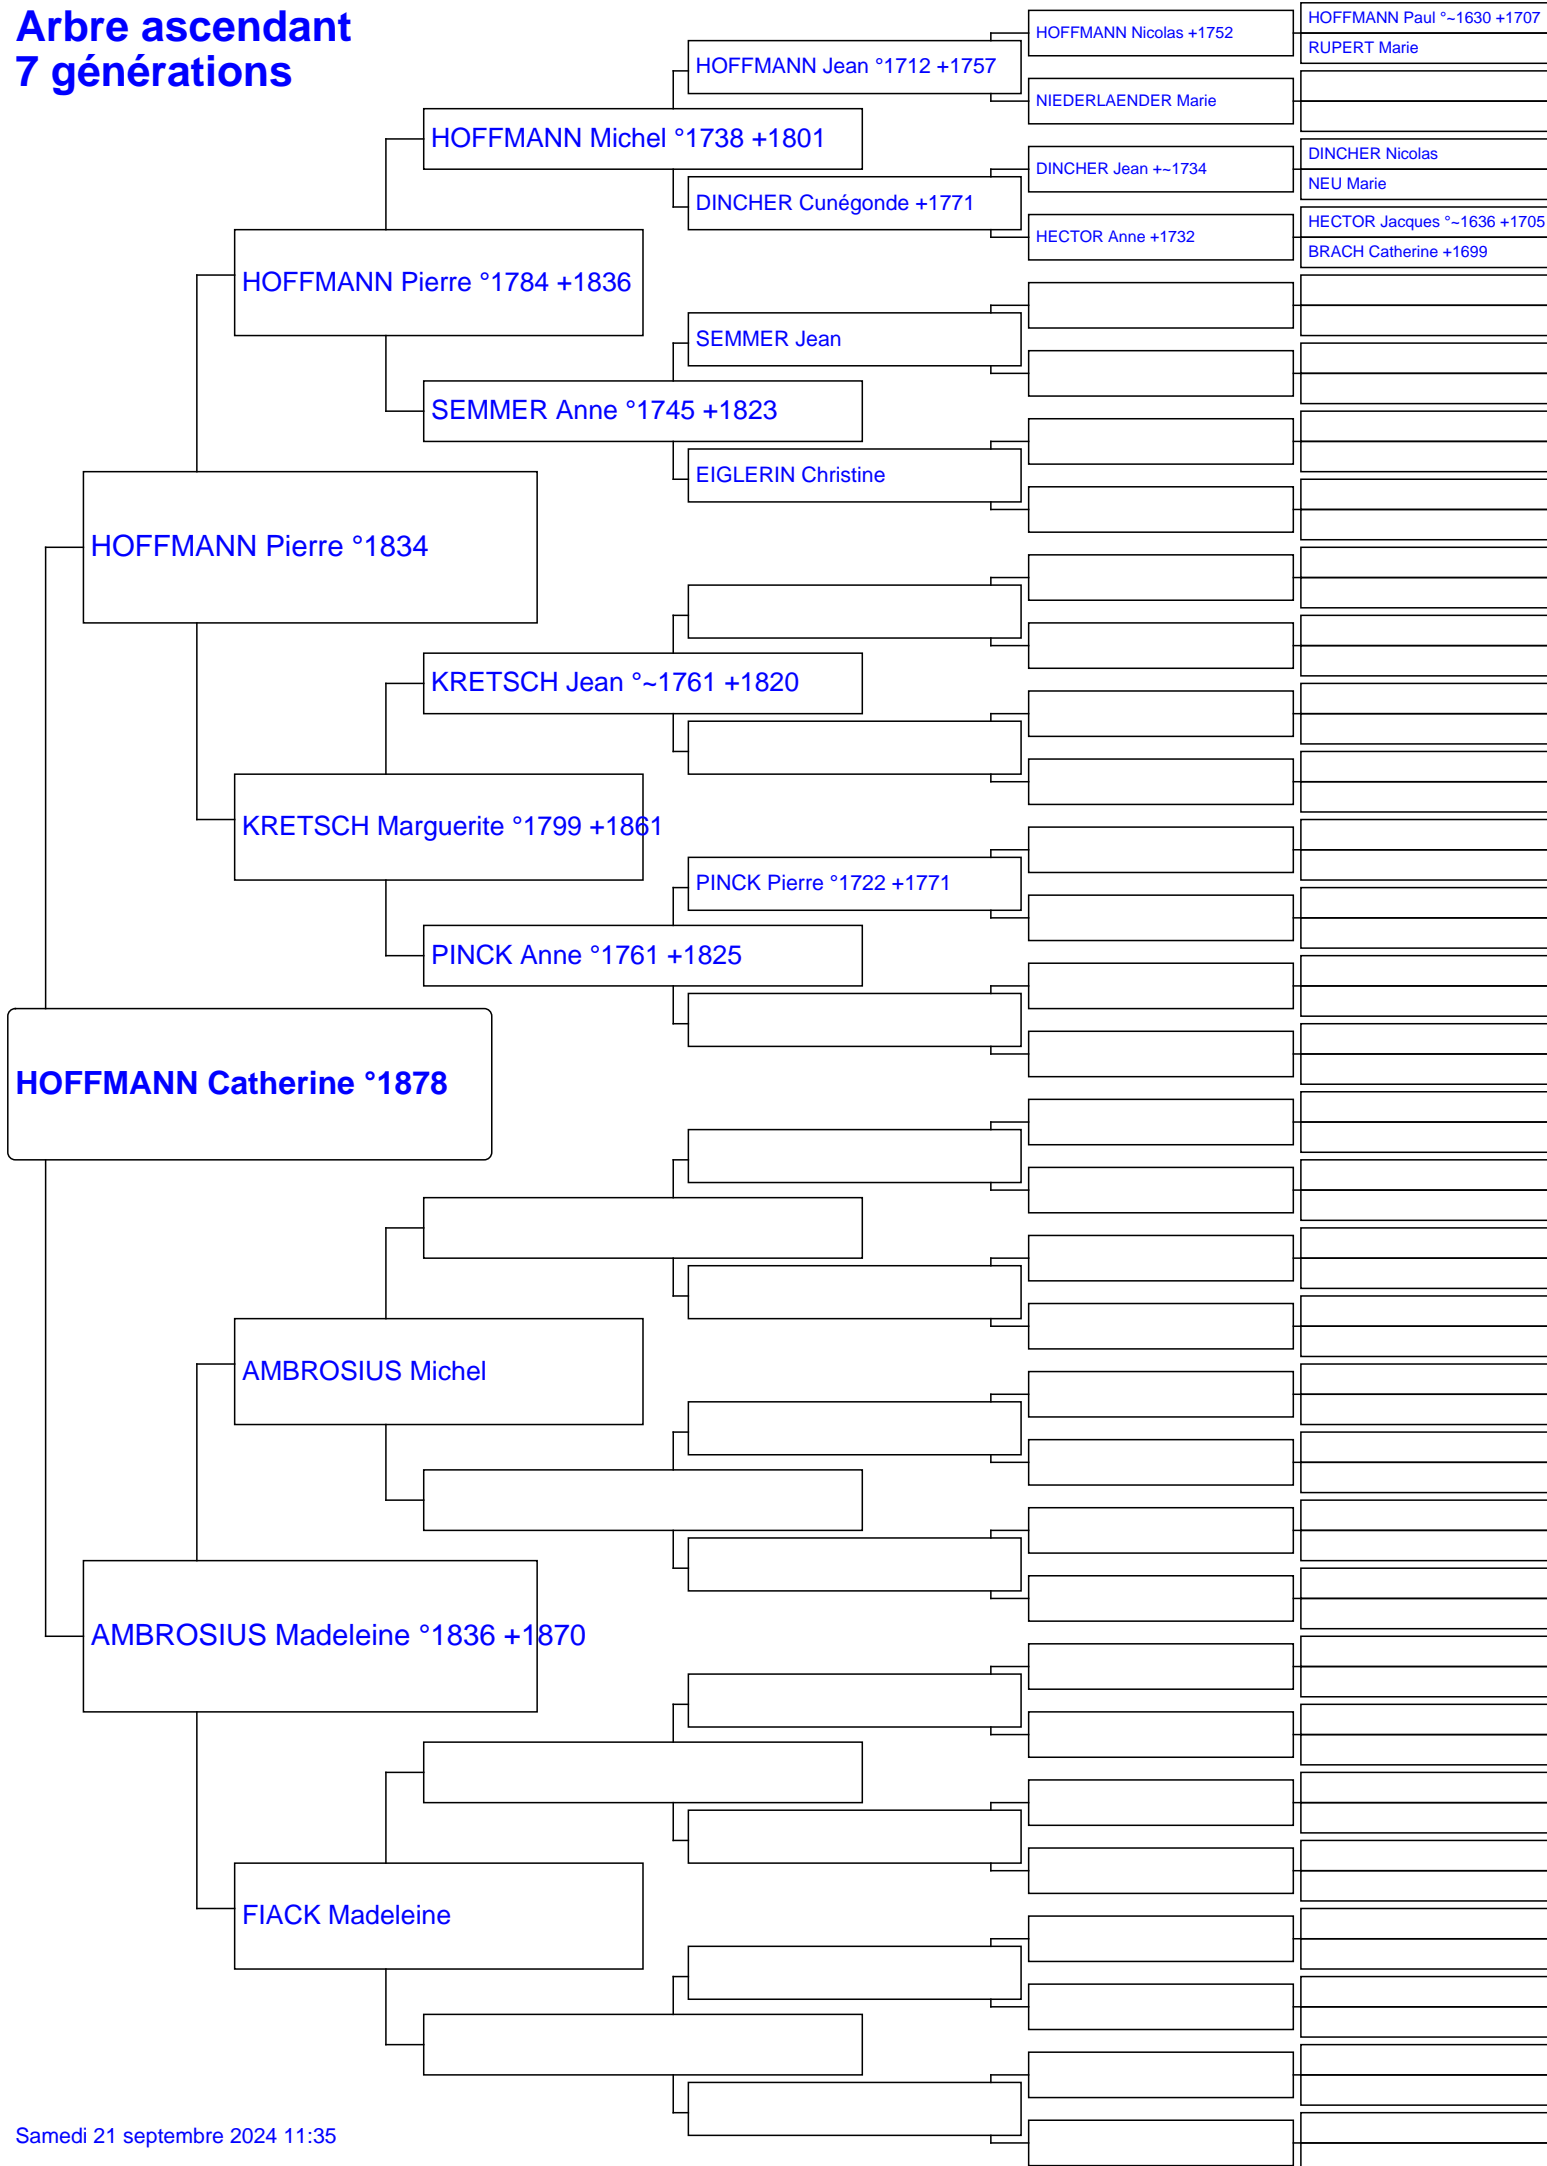 Arbre ascendant
7 générations
HOFFMANN Paul °~1630 +1707
HOFFMANN Nicolas +1752
RUPERT Marie
HOFFMANN Jean °1712 +1757
NIEDERLAENDER Marie
HOFFMANN Michel °1738 +1801
DINCHER Nicolas
DINCHER Jean +~1734
NEU Marie
DINCHER Cunégonde +1771
HECTOR Jacques °~1636 +1705
HECTOR Anne +1732
BRACH Catherine +1699
HOFFMANN Pierre °1784 +1836
SEMMER Jean
SEMMER Anne °1745 +1823
EIGLERIN Christine
HOFFMANN Pierre °1834
KRETSCH Jean °~1761 +1820
KRETSCH Marguerite °1799 +1861
PINCK Pierre °1722 +1771
PINCK Anne °1761 +1825
HOFFMANN Catherine °1878
AMBROSIUS Michel
AMBROSIUS Madeleine °1836 +1870
FIACK Madeleine
Samedi 21 septembre 2024 11:35